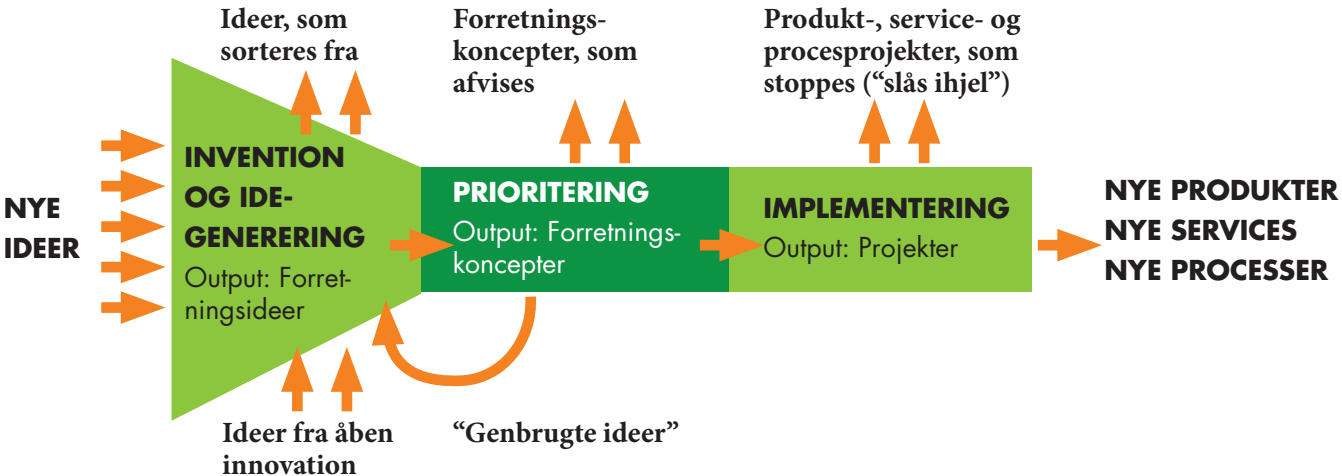 Ideer, som
sorteres fra
Forretnings-
koncepter, som
afvises
Produkt-, service- og
procesprojekter, som
stoppes (“slås ihjel”)
NYE
IDEER
INVENTION
OG IDE-
GENERERING
Output: Forret-
ningsideer
PRIORITERING
Output: Forretnings-
koncepter
IMPLEMENTERING
Output: Projekter
NYE PRODUKTER
NYE SERVICES
NYE PROCESSER
Ideer fra åben
innovation
“Genbrugte ideer”